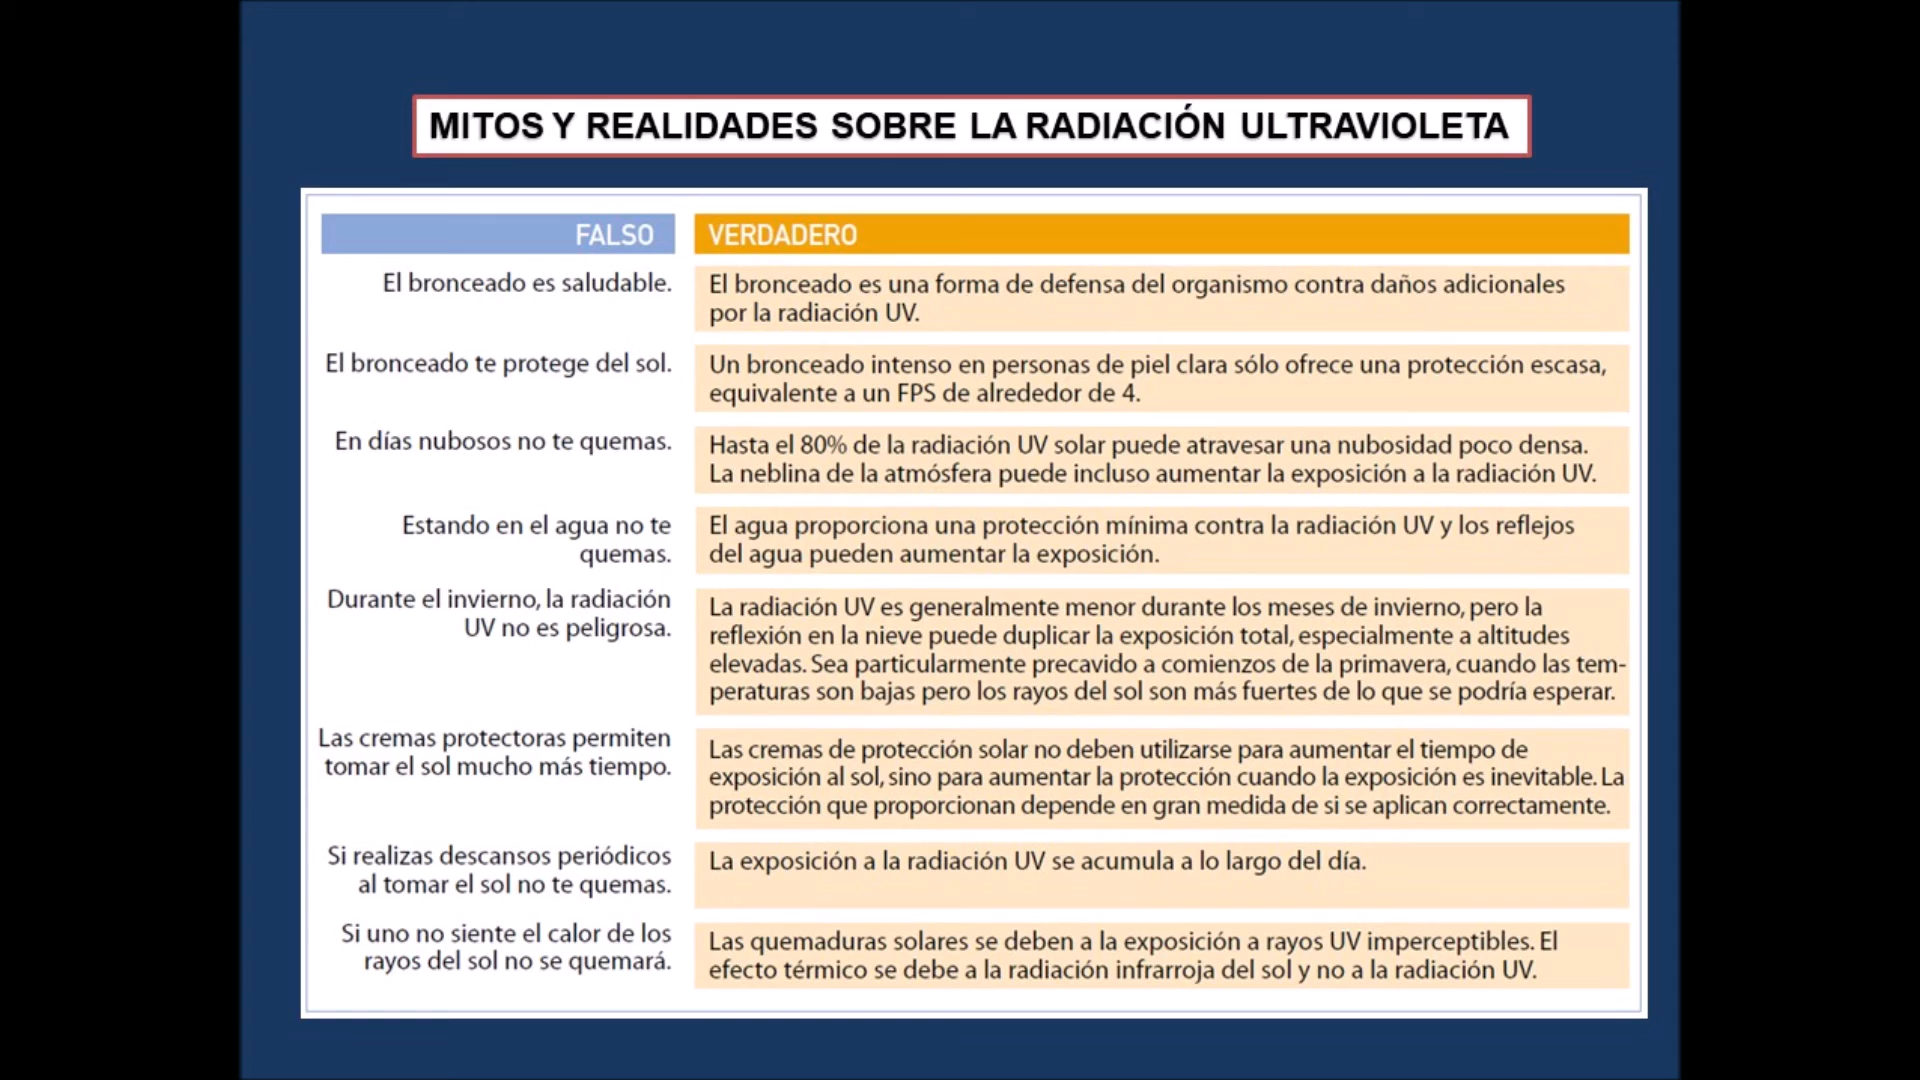 MITOS Y REALIDADES SOBRE LA RADIACIÓN ULTRAVIOLETA
FALSO
VERDADERO
El bronceado es saludable.
El bronceado es una forma de defensa del organismo contra daños adicionales
por la radiación UV.
El bronceado te protege del sol.
Un bronceado intenso en personas de piel clara sólo ofrece una protección escasa,
equivalente a un FPS de alrededor de 4.
En días nubosos no te quemas.
Hasta el 80% de la radiación UV solar puede atravesar una nubosidad poco densa.
La neblina de la atmósfera puede incluso aumentar la exposición a la radiación UV.
Estando en el agua no te
quemas.
El agua proporciona una protección mínima contra la radiación UV y los reflejos
del agua pueden aumentar la exposición.
Durante el invierno, la radiación
UV no es peligrosa.
La radiación UV es generalmente menor durante los meses de invierno, pero la
reflexión en la nieve puede duplicar la exposición total, especialmente a altitudes
elevadas. Sea particularmente precavido a comienzos de la primavera, cuando las tem-
peraturas son bajas pero los rayos del sol son más fuertes de lo que se podría esperar.
Las cremas protectoras permiten
tomar el sol mucho más tiempo.
Las cremas de protección solar no deben utilizarse para aumentar el tiempo de
exposición al sol, sino para aumentar la protección cuando la exposición es inevitable. La
protección que proporcionan depende en gran medida de si se aplican correctamente.
Si realizas descansos periódicos
al tomar el sol no te quemas.
La exposición a la radiación UV se acumula a lo largo del día.
Si uno no siente el calor de los
rayos del sol no se quemará.
Las quemaduras solares se deben a la exposición a rayos UV imperceptibles. El
efecto térmico se debe a la radiación infrarroja del sol y no a la radiación UV.